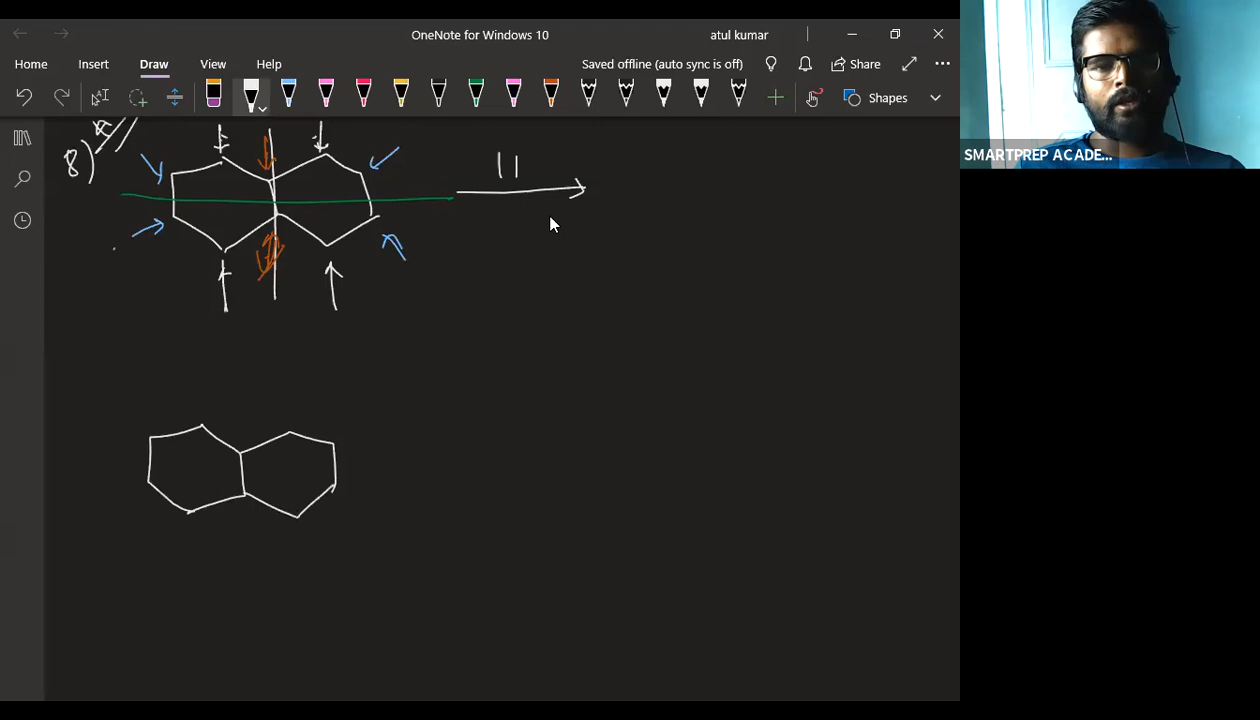 OneNote for Windows 10
atul kumar
Home Insert Draw View Help
Saved offline (auto sync is off)
Share
Shapes
SMARTPREP ACADE...
8)
11